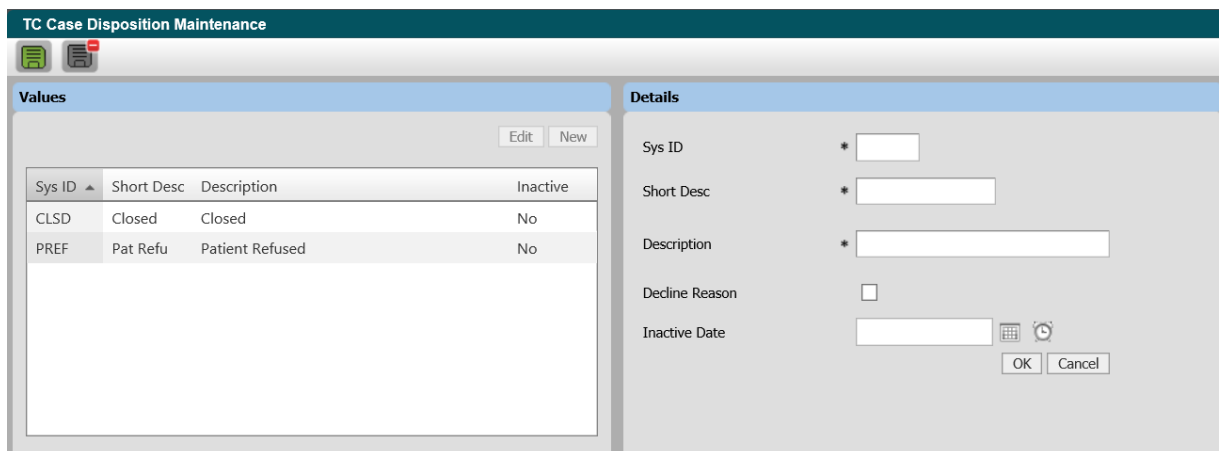 TC Case Disposition Maintenance
Values
Edit New
Sys ID Short Desc Description Inactive
CLSD Closed Closed No
PREF Pat Refu Patient Refused No
Details
Sys ID *
Short Desc *
Description *
Decline Reason
Inactive Date
OK Cancel